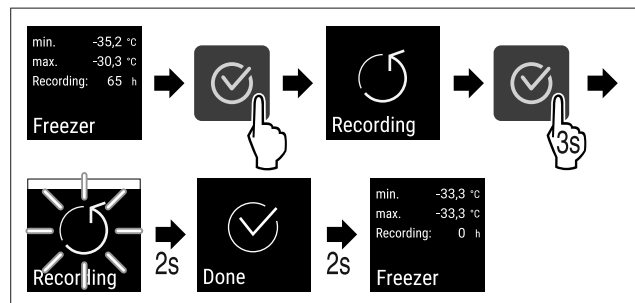 min. -35,2 °C
max. -30,3 °C
Recording: 65 h
Freezer
Recording
3s
Recording
2s
Done
2s
min. -33,3 °C
max. -33,3 °C
Recording: 0 h
Freezer